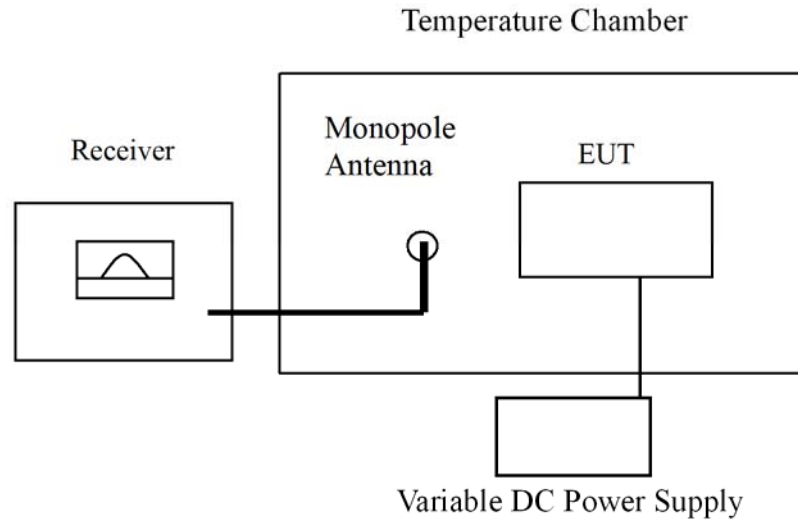 Temperature Chamber
Receiver
Monopole
Antenna
EUT
Variable DC Power Supply